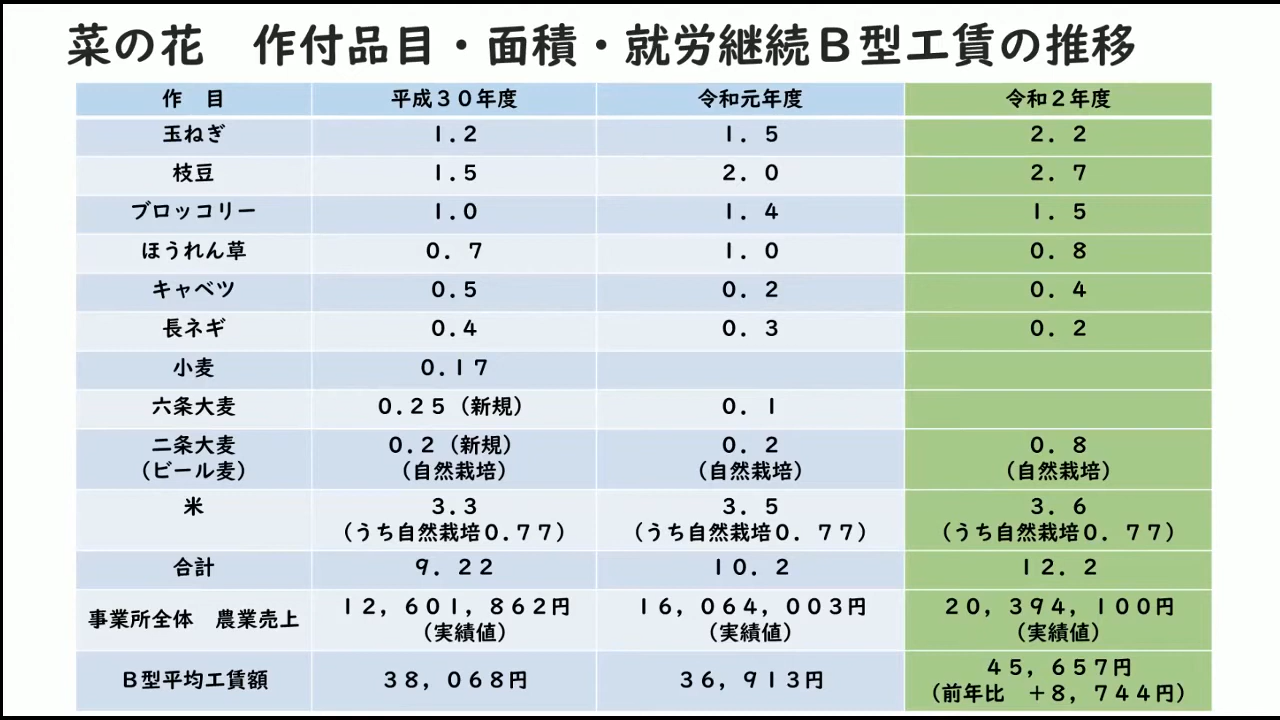 菜の花　作付品目・面積・就労継続Ｂ型工賃の推移
作　目　平成３０年度　令和元年度　令和２年度
玉ねぎ　１.２　１．５　２．２
枝豆　１.５　２．０　２．７
ブロッコリー　１.０　１．４　１．５
ほうれん草　０．７　１．０　０．８
キャベツ　０.５　０．２　０．４
長ネギ　０.４　０．３　０．２
小麦　０.１７
六条大麦　０.２５（新規）　０．１
二条大麦　０.２（新規）　０．２　０．８
（ビール麦）　（自然栽培）　（自然栽培）　（自然栽培）
米　３.３　３．５　３．６
（うち自然栽培０.７７）　（うち自然栽培０．７７）　（うち自然栽培０．７７）
合計　９．２２　１０．２　１２．２
事業所全体　農業売上　１２，６０１，８６２円　１６，０６４，００３円　２０，３９４，１００円
（実績値）　（実績値）　（実績値）
Ｂ型平均工賃額　３８，０６８円　３６，９１３円　４５，６５７円
（前年比　＋８，７４４円）